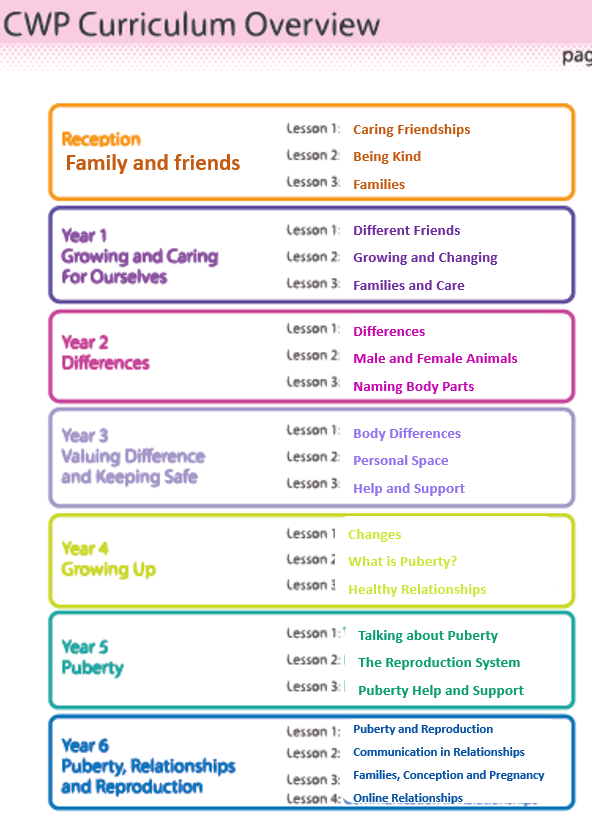 CWP Curriculum Overview
pag
Reception
Family and friends
Lesson 1: Caring Friendships
Lesson 2: Being Kind
Lesson 3: Families
Year 1
Growing and Caring
For Ourselves
Lesson 1: Different Friends
Lesson 2: Growing and Changing
Lesson 3: Families and Care
Year 2
Differences
Lesson 1: Differences
Lesson 2: Male and Female Animals
Lesson 3: Naming Body Parts
Year 3
Valuing Difference
and Keeping Safe
Lesson 1: Body Differences
Lesson 2: Personal Space
Lesson 3: Help and Support
Year 4
Growing Up
Lesson 1 Changes
Lesson 2 What is Puberty?
Lesson 3 Healthy Relationships
Year 5
Puberty
Lesson 1: Talking about Puberty
Lesson 2: The Reproduction System
Lesson 3: Puberty Help and Support
Year 6
Puberty, Relationships
and Reproduction
Lesson 1: Puberty and Reproduction
Lesson 2: Communication in Relationships
Lesson 3: Families, Conception and Pregnancy
Lesson 4: Online Relationships